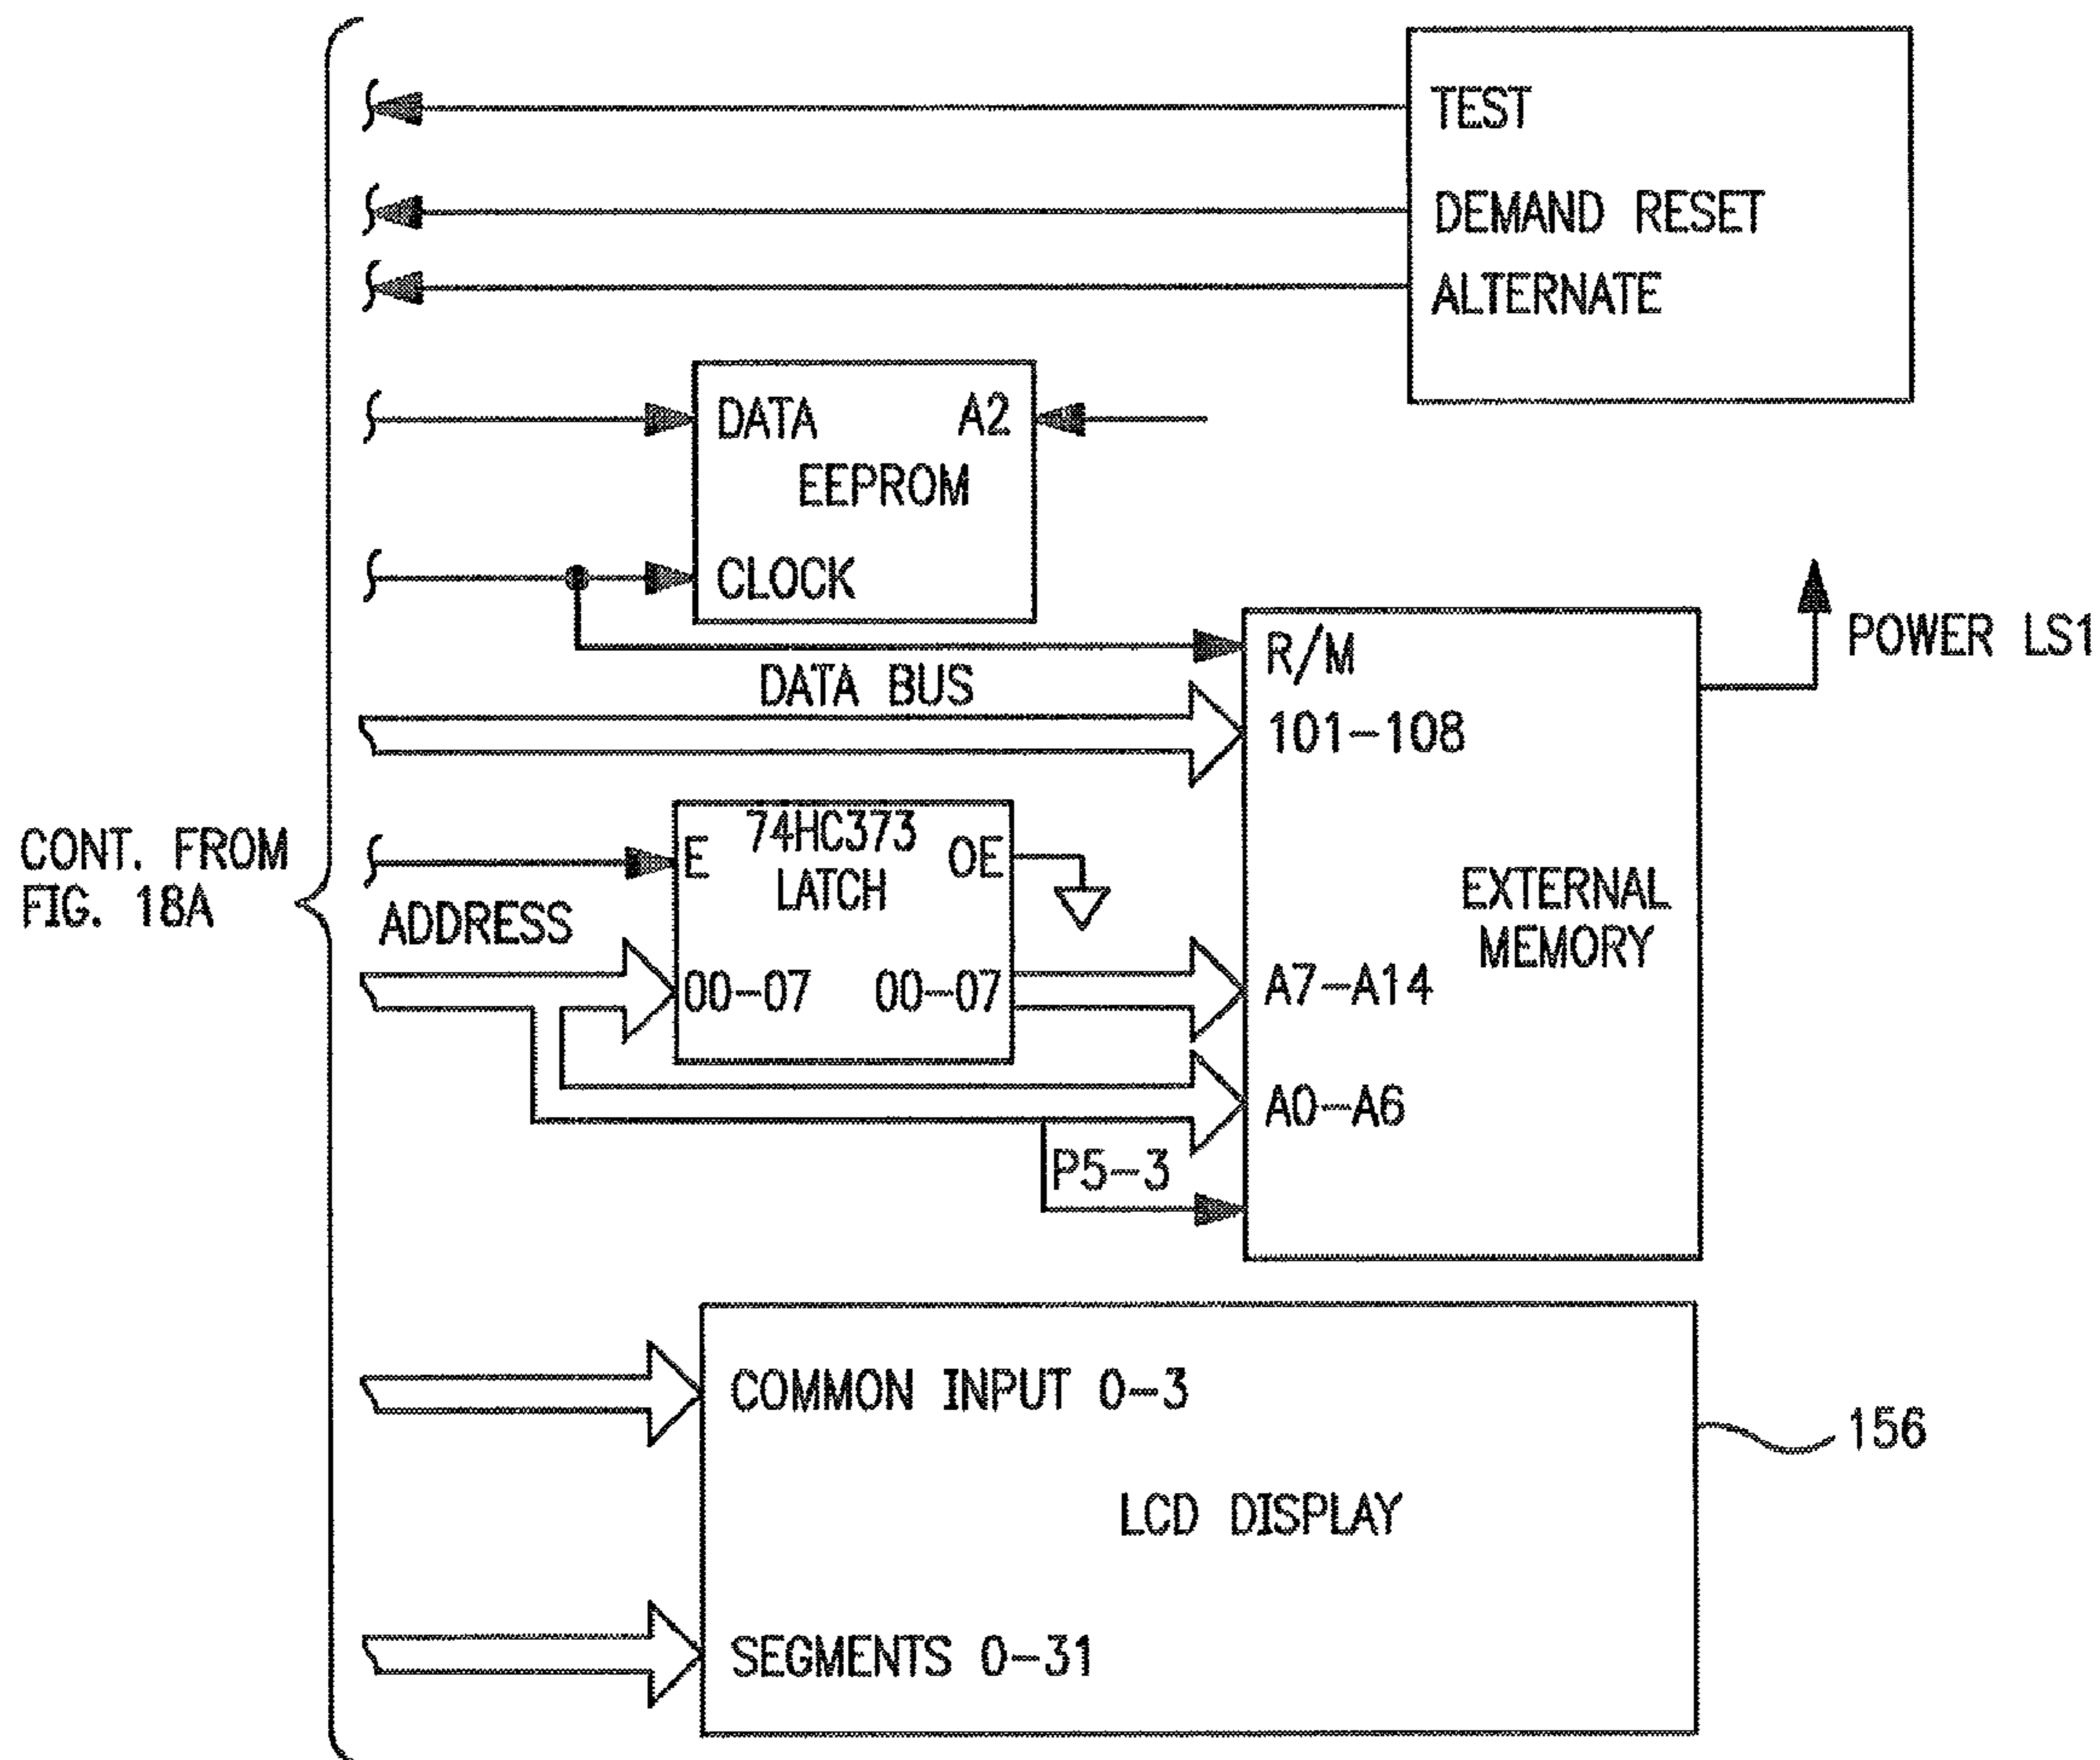 TEST
DEMAND RESET
ALTERNATE
DATA A2
EEPROM
CLOCK
POWER LS1
R/M
DATA BUS
101-108
CONT. FROM
FIG. 18A
74HC373
E OE
LATCH
ADDRESS
EXTERNAL
MEMORY
00-07 00-07
A7-A14
A0-A6
P5-3
COMMON INPUT 0-3
156
LCD DISPLAY
SEGMENTS 0-31